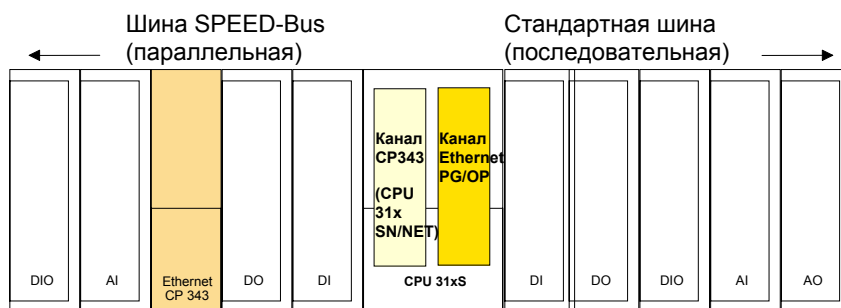 Шина SPEED-Bus
(параллельная)
Стандартная шина
(последовательная)
Канал
CP343
(CPU
31x
SN/NET)
Канал
Ethernet
PG/OP
DIO
AI
Ethernet
CP 343
DO
DI
CPU 31xS
DI
DO
DIO
AI
AO